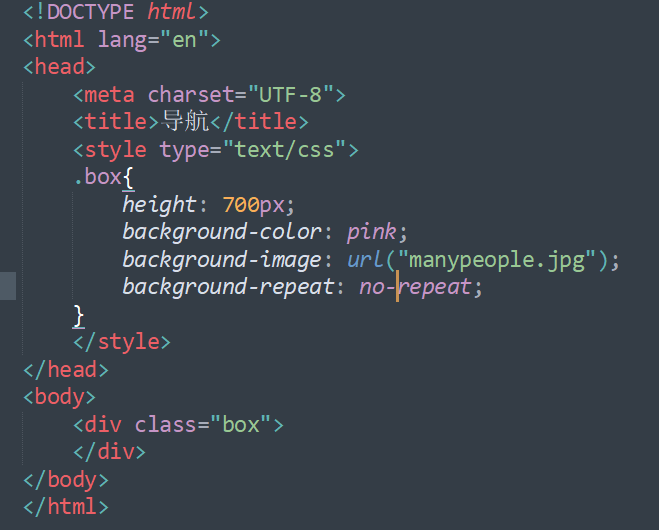 <!DOCTYPE html>
<html lang="en">
<head>
    <meta charset="UTF-8">
    <title>导航</title>
    <style type="text/css">
    .box{
        height: 700px;
        background-color: pink;
        background-image: url("manypeople.jpg");
        background-repeat: no-repeat;
    }
    </style>
</head>
<body>
    <div class="box">
    </div>
</body>
</html>